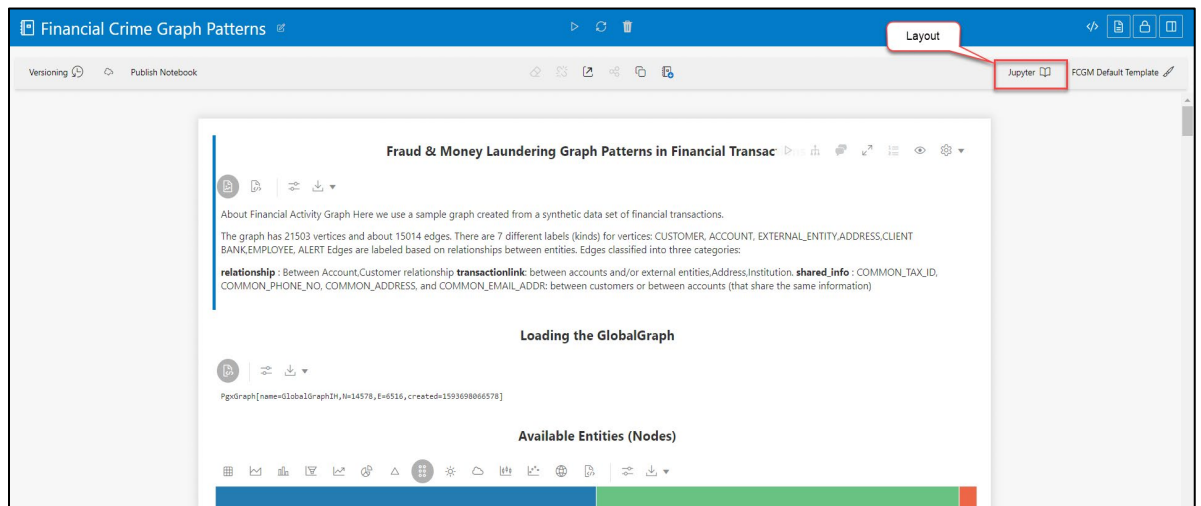 Financial Crime Graph Patterns
Layout
Versioning
Publish Notebook
Jupyter
FCGM Default Template
Fraud & Money Laundering Graph Patterns in Financial Transac
About Financial Activity Graph Here we use a sample graph created from a synthetic data set of financial transactions.
The graph has 21503 vertices and about 15014 edges. There are 7 different labels (kinds) for vertices: CUSTOMER, ACCOUNT, EXTERNAL_ENTITY,ADDRESS,CLIENT
BANK,EMPLOYEE, ALERT Edges are labeled based on relationships between entities. Edges classified into three categories:
relationship : Between Account,Customer relationship transactionlink: between accounts and/or external entities,Address,Institution. shared_info : COMMON_TAX_ID,
COMMON_PHONE_NO, COMMON_ADDRESS, and COMMON_EMAIL_ADDR: between customers or between accounts (that share the same information)
Loading the GlobalGraph
PgxGraph[name=GlobalGraphIH,N=14578,E=6516,created=1593698066578]
Available Entities (Nodes)